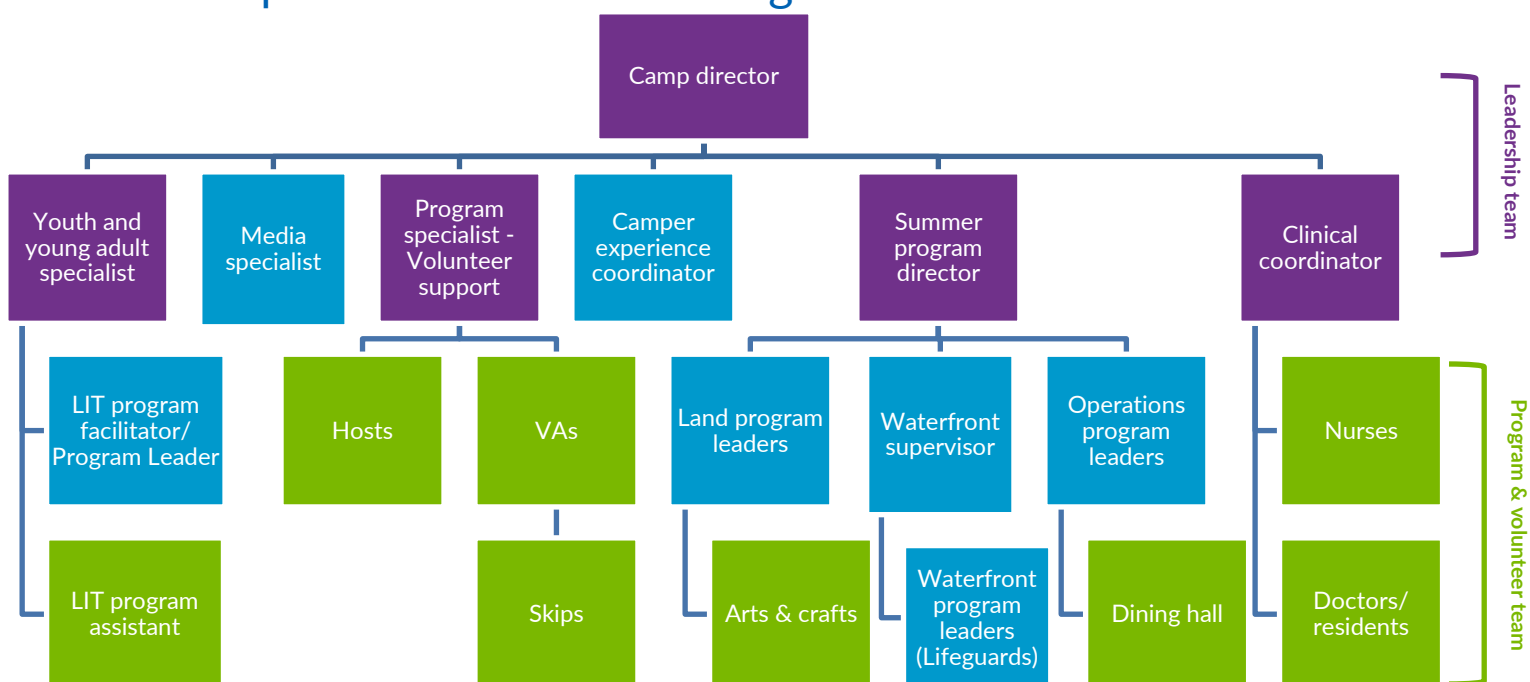 Camp director
Leadership team
Youth and
young adult
specialist
Media
specialist
Program
specialist -
Volunteer
support
Camper
experience
coordinator
Summer
program
director
Clinical
coordinator
LIT program
facilitator/
Program Leader
Hosts
VAs
Land program
leaders
Waterfront
supervisor
Operations
program
leaders
Nurses
Program & volunteer team
LIT program
assistant
Skips
Arts & crafts
Waterfront
program
leaders
(Lifeguards)
Dining hall
Doctors/
residents